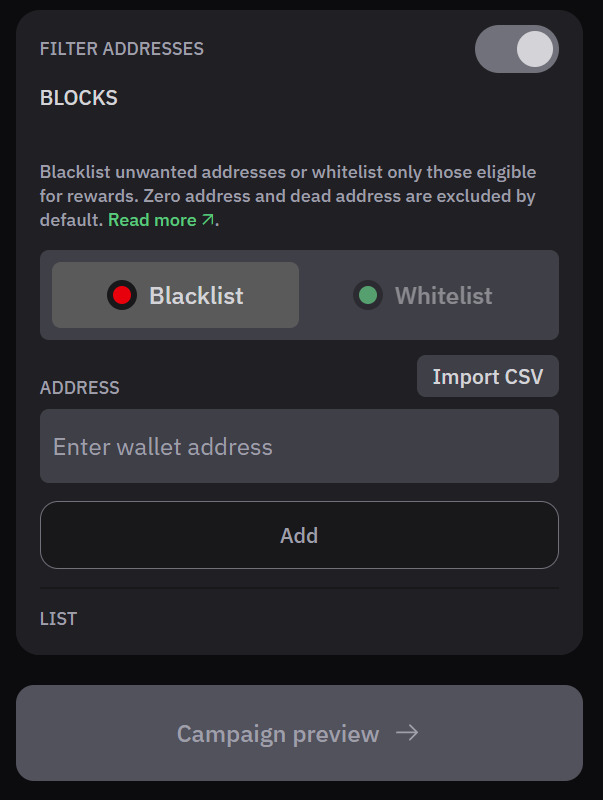 FILTER ADDRESSES
BLOCKS
Blacklist unwanted addresses or whitelist only those eligible
for rewards. Zero address and dead address are excluded by
default. Read more ↗.
Blacklist
Whitelist
ADDRESS
Import CSV
Enter wallet address
Add
LIST
Campaign preview →